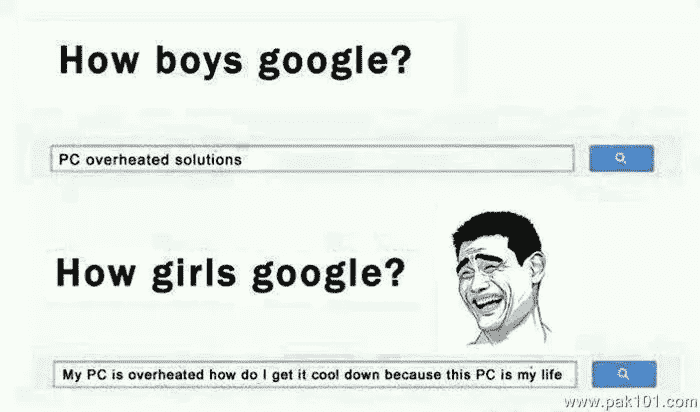 How boys google?
PC overheated solutions
How girls google?
My PC is overheated how do I get it cool down because this PC is my life
www.pak101.com